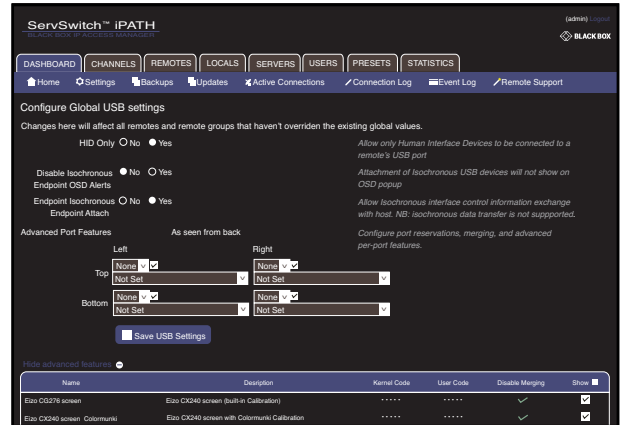 ServSwitch™ iPATH
(admin) Logout
BLACK BOX IP ACCESS MANAGER
BLACK BOX
DASHBOARD CHANNELS REMOTES LOCALS SERVERS USERS PRESETS STATISTICS
Home Settings Backups Updates Active Connections Connection Log Event Log Remote Support
Configure Global USB settings
Changes here will affect all remotes and remote groups that haven't overriden the existing global values.
HID Only No Yes Allow only Human Interface Devices to be connected to a
remote's USB port
Disable Isochronous No Yes Attachment of Isochronous USB devices will not show on
Endpoint OSD Alerts OSD popup
Endpoint Isochronous No Yes Allow Isochronous interface control information exchange
Endpoint Attach with host. NB: isochronous data transfer is not suppported.
Advanced Port Features As seen from back Configure port reservations, merging, and advanced
per-port features.
Left Right
None None
Top
Not Set Not Set
None None
Bottom
Not Set Not Set
Save USB Settings
Hide advanced features
Name Desription Kernel Code User Code Disable Merging Show
Eizo CG276 screen Eizo CX240 screen (built-in Calibration) ·····  ·····
Eizo CX240 screen Colormunki Eizo CX240 screen with Colormunki Calibration ····· ·····